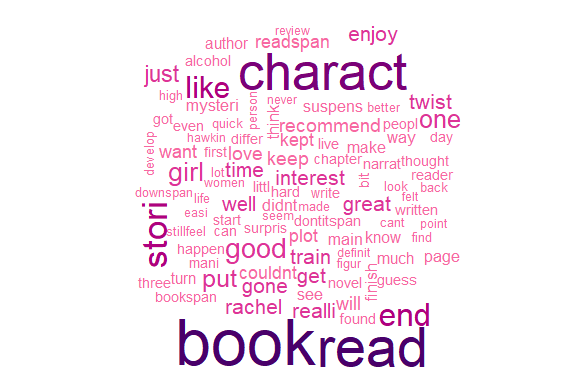 review
author readspan enjoy
alcohol
just like charact
high mysteri person never suspens better twist
got even quick think recommend peopl one
develop hawkin differ kept live make way day
want first love keep chapter narrat thought
girl lot time interest bit reader
downspan women littl hard write look back
life well didnt made great felt
stori easi start seem dontitspan written point
stillfeel can surpris plot main know cant find
happen good train definit much page
mani couldnt get figur finish guess
three turn put gone novel
bookspan see will
rachel realli found end
book read